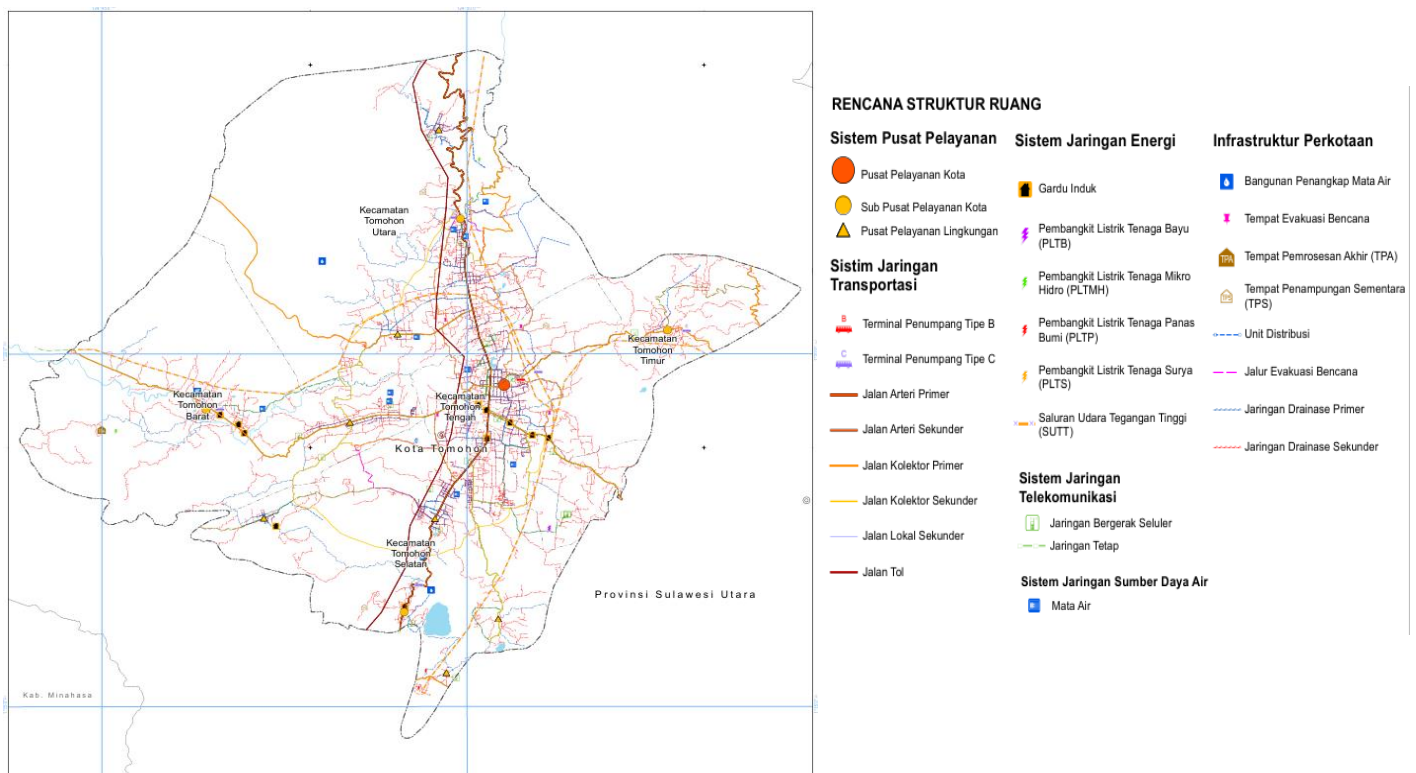 Kecamatan
Tomohon
Utara
Kecamatan
Tomohon
Timur
Kecamatan
Tomohon
Barat
Kecamatan
Tomohon
Tengah
Kota Tomohon
Kecamatan
Tomohon
Selatan
Provinsi Sulawesi Utara
Kab. Minahasa
RENCANA STRUKTUR RUANG
Sistem Pusat Pelayanan
Pusat Pelayanan Kota
Sub Pusat Pelayanan Kota
Pusat Pelayanan Lingkungan
Sistim Jaringan
Transportasi
B
Terminal Penumpang Tipe B
C
Terminal Penumpang Tipe C
Jalan Arteri Primer
Jalan Arteri Sekunder
Jalan Kolektor Primer
Jalan Kolektor Sekunder
Jalan Lokal Sekunder
Jalan Tol
Sistem Jaringan Energi
Gardu Induk
Pembangkit Listrik Tenaga Bayu
(PLTB)
Pembangkit Listrik Tenaga Mikro
Hidro (PLTMH)
Pembangkit Listrik Tenaga Panas
Bumi (PLTP)
Pembangkit Listrik Tenaga Surya
(PLTS)
Saluran Udara Tegangan Tinggi
(SUTT)
Sistem Jaringan
Telekomunikasi
Jaringan Bergerak Seluler
Jaringan Tetap
Sistem Jaringan Sumber Daya Air
Mata Air
Infrastruktur Perkotaan
Bangunan Penangkap Mata Air
Tempat Evakuasi Bencana
TPA
Tempat Pemrosesan Akhir (TPA)
TPS
Tempat Penampungan Sementara
(TPS)
Unit Distribusi
Jalur Evakuasi Bencana
Jaringan Drainase Primer
Jaringan Drainase Sekunder